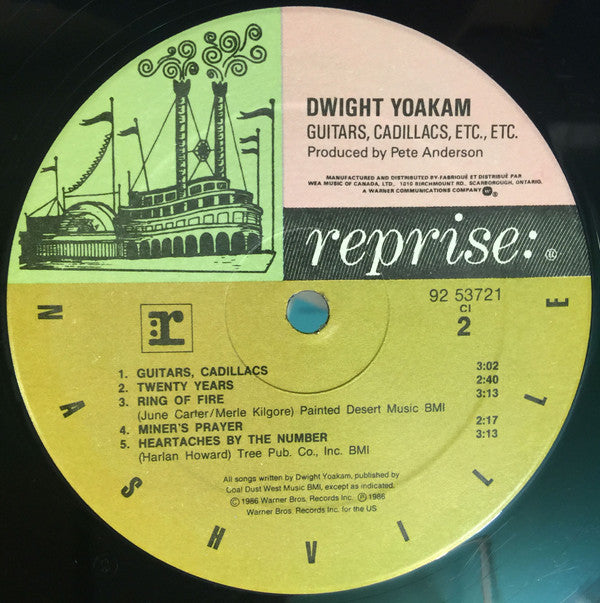 DWIGHT YOAKAM
GUITARS, CADILLACS, ETC., ETC.
Produced by Pete Anderson
MANUFACTURED AND DISTRIBUTED BY-FABRIQUÉ ET DISTRIBUÉ PAR
WEA MUSIC OF CANADA, LTD., 1810 BIRCHMOUNT RD. SCARBOROUGH, ONTARIO.
A WARNER COMMUNICATIONS COMPANY ®
reprise: ®
r:
92 53721
CI
2
1. GUITARS, CADILLACS 3:02
2. TWENTY YEARS 2:40
3. RING OF FIRE 3:13
(June Carter/Merle Kilgore) Painted Desert Music BMI
4. MINER'S PRAYER 2:17
5. HEARTACHES BY THE NUMBER 3:13
(Harlan Howard) Tree Pub. Co., Inc. BMI
All songs written by Dwight Yoakam, published by
Coal Dust West Music BMI, except as indicated.
© 1986 Warner Bros. Records Inc. ℗ 1986
Warner Bros. Records Inc. for the US
NASHVILLE